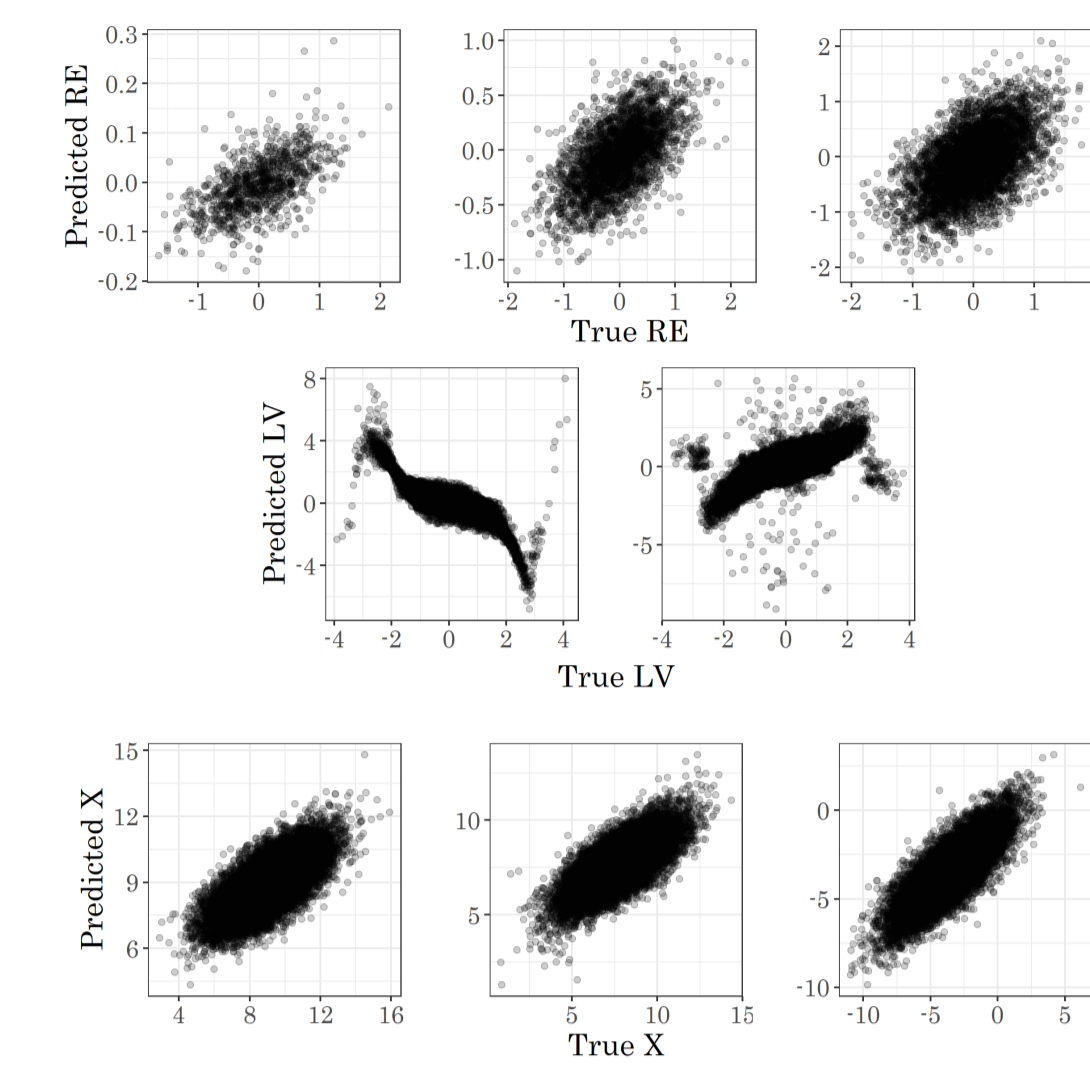 0.3
0.2
0.1
0.0
-0.1
-0.2
Predicted RE
-1 0 1 2
1.0
0.5
0.0
-0.5
-1.0
-2 -1 0 1 2
2
1
0
-1
-2
-2 -1 0 1
True RE
8
4
0
-4
Predicted LV
-4 -2 0 2 4
5
0
-5
-4 -2 0 2 4
True LV
15
12
9
6
Predicted X
4 8 12 16
10
5
5 10 15
0
-5
-10
-10 -5 0 5
True X